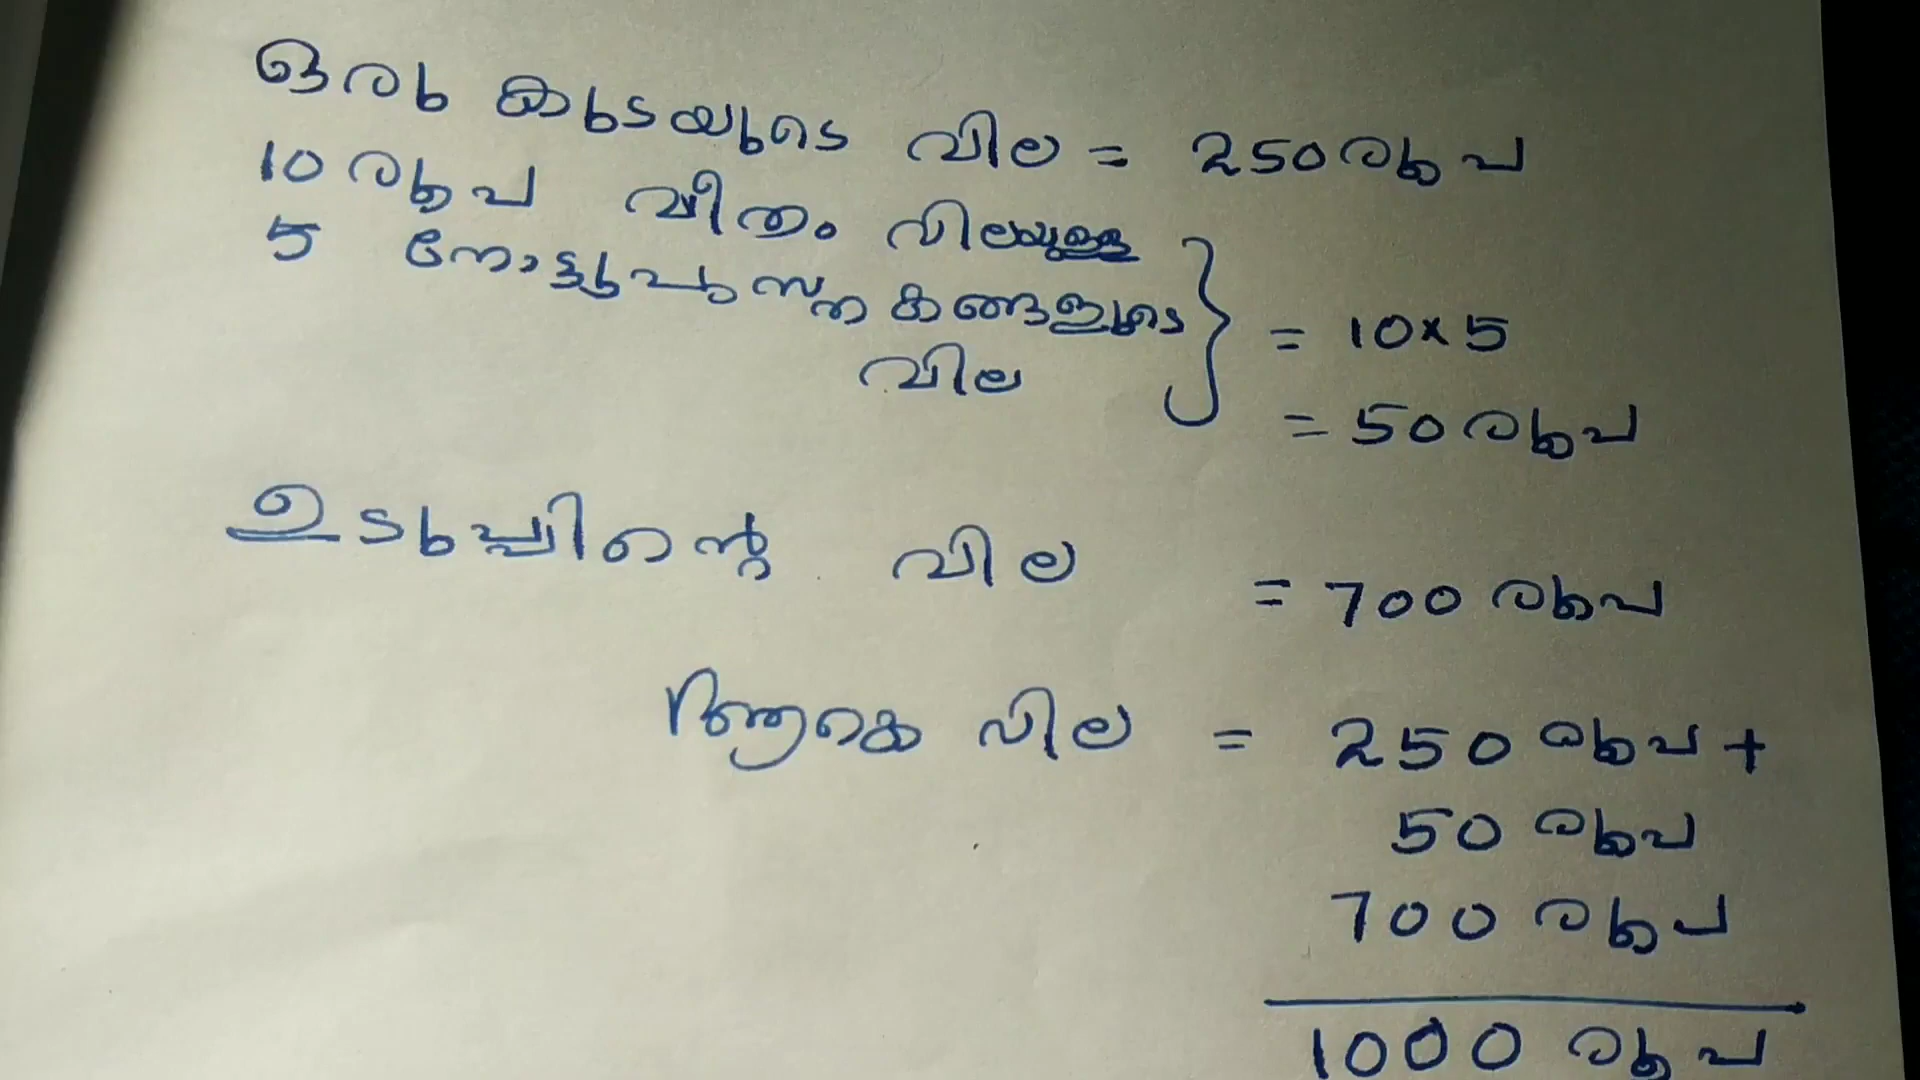 ഒരു കുടയുടെ വില = 250 രൂപ
10 രൂപ വീതം വിലയുള്ള
5 നോട്ടുപുസ്തകങ്ങളുടെ
വില } = 10×5
= 50 രൂപ
ഉടുപ്പിന്റെ വില = 700 രൂപ
ആകെ വില = 250 രൂപ +
50 രൂപ
700 രൂപ
1000 രൂപ